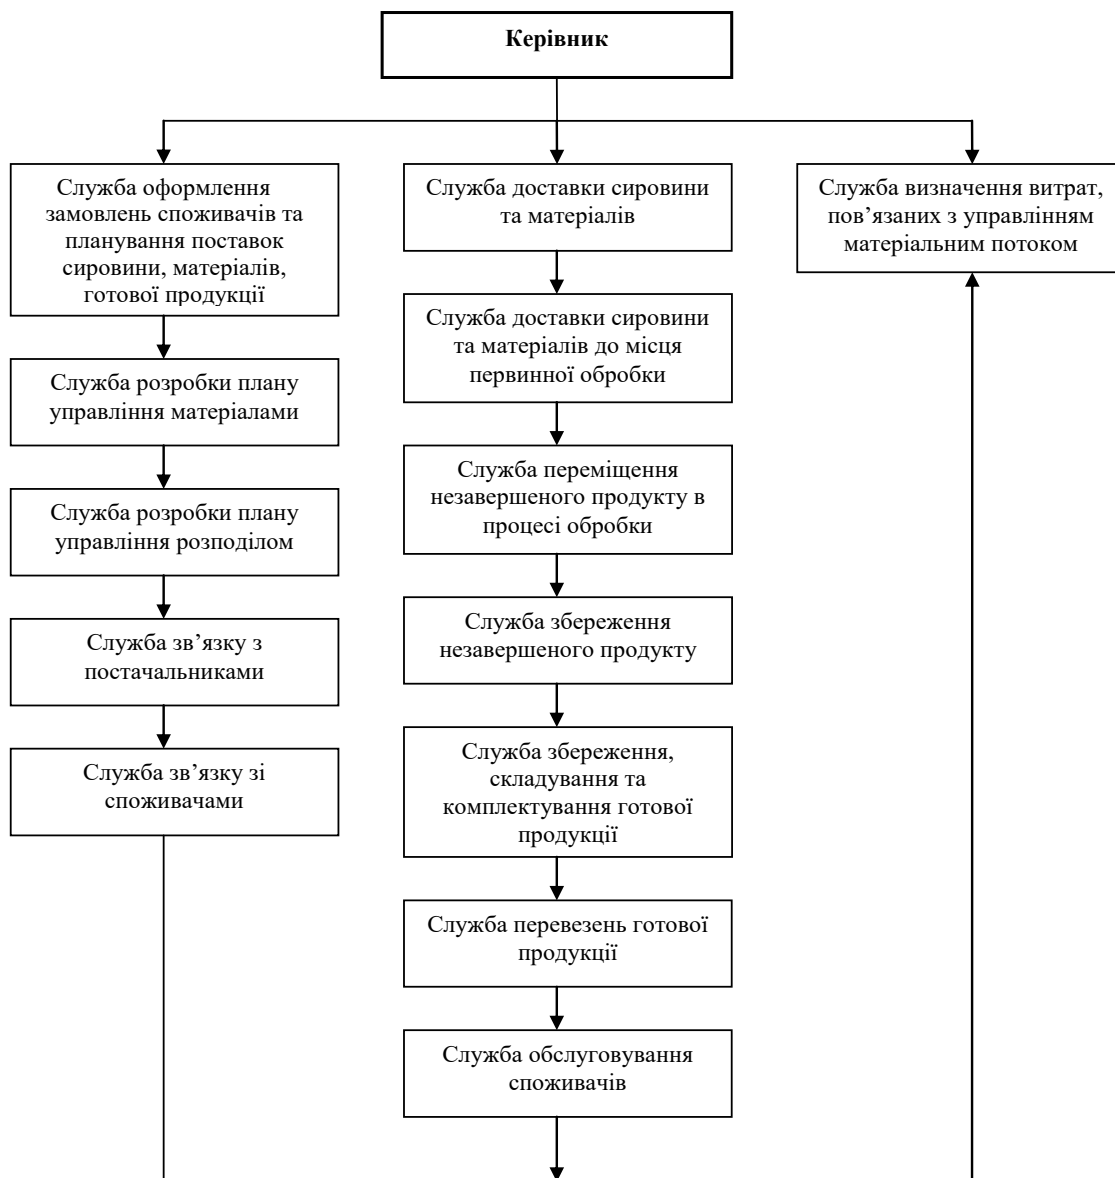 Керівник
Служба оформлення
замовлень споживачів та
планування поставок
сировини, матеріалів,
готової продукції
Служба розробки плану
управління матеріалами
Служба розробки плану
управління розподілом
Служба зв’язку з
постачальниками
Служба зв’язку зі
споживачами
Служба доставки сировини
та матеріалів
Служба доставки сировини
та матеріалів до місця
первинної обробки
Служба переміщення
незавершеного продукту в
процесі обробки
Служба збереження
незавершеного продукту
Служба збереження,
складування та
комплектування готової
продукції
Служба перевезень готової
продукції
Служба обслуговування
споживачів
Служба визначення витрат,
пов’язаних з управлінням
матеріальним потоком